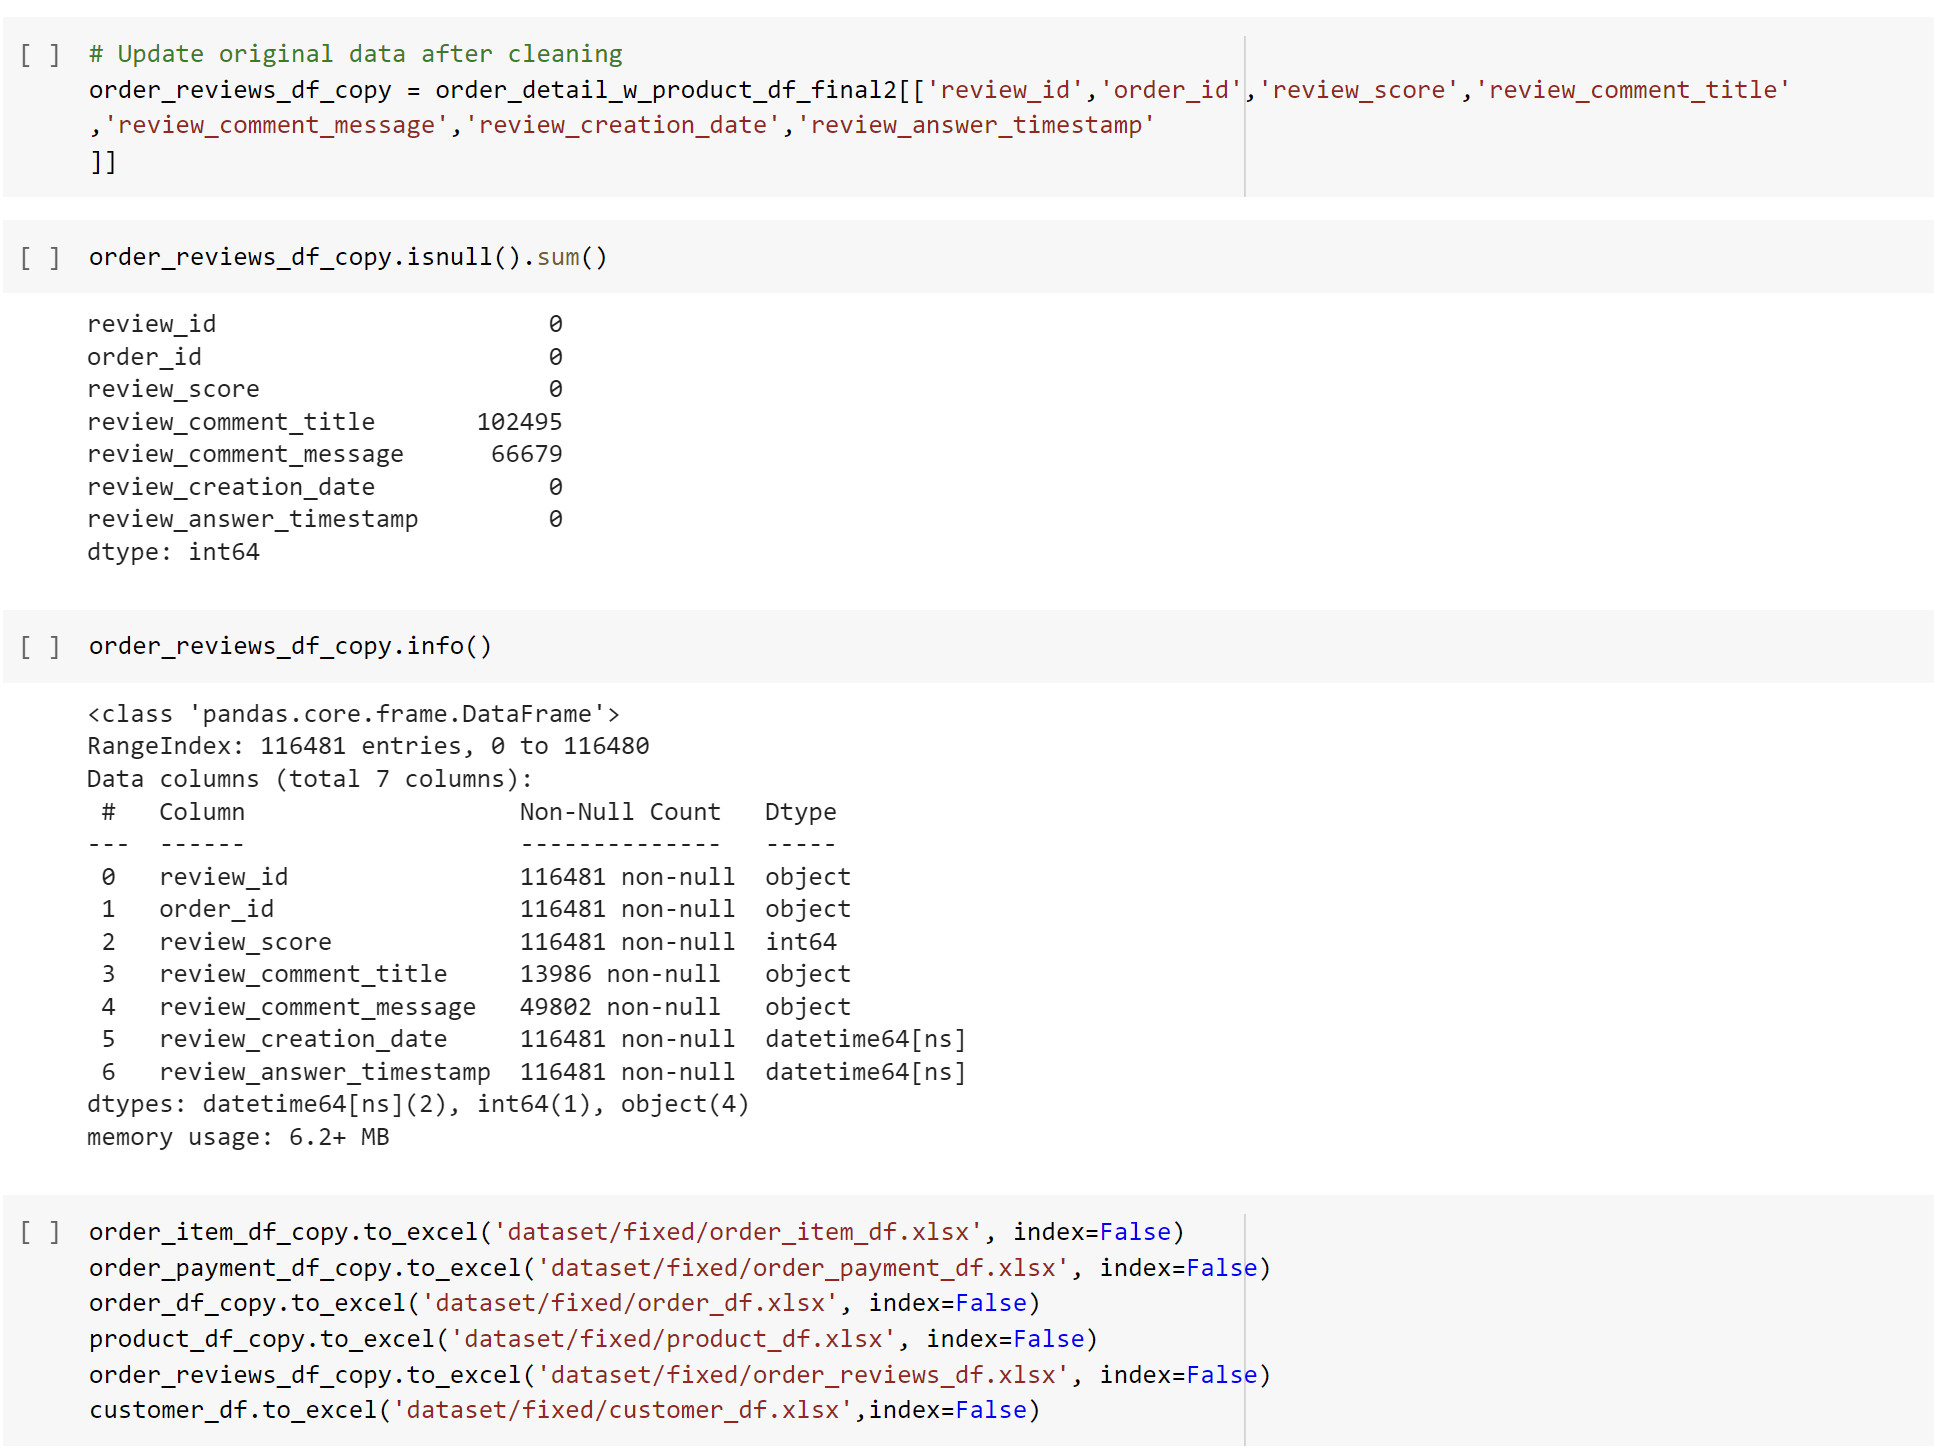 [ ] # Update original data after cleaning
order_reviews_df_copy = order_detail_w_product_df_final2[['review_id','order_id','review_score','review_comment_title'
,'review_comment_message','review_creation_date','review_answer_timestamp'
]]
[ ] order_reviews_df_copy.isnull().sum()
review_id                       0
order_id                        0
review_score                    0
review_comment_title       102495
review_comment_message      66679
review_creation_date            0
review_answer_timestamp         0
dtype: int64
[ ] order_reviews_df_copy.info()
<class 'pandas.core.frame.DataFrame'>
RangeIndex: 116481 entries, 0 to 116480
Data columns (total 7 columns):
 #   Column                   Non-Null Count   Dtype
---  ------                   --------------   -----
 0   review_id                116481 non-null  object
 1   order_id                 116481 non-null  object
 2   review_score             116481 non-null  int64
 3   review_comment_title     13986 non-null   object
 4   review_comment_message   49802 non-null   object
 5   review_creation_date     116481 non-null  datetime64[ns]
 6   review_answer_timestamp  116481 non-null  datetime64[ns]
dtypes: datetime64[ns](2), int64(1), object(4)
memory usage: 6.2+ MB
[ ] order_item_df_copy.to_excel('dataset/fixed/order_item_df.xlsx', index=False)
order_payment_df_copy.to_excel('dataset/fixed/order_payment_df.xlsx', index=False)
order_df_copy.to_excel('dataset/fixed/order_df.xlsx', index=False)
product_df_copy.to_excel('dataset/fixed/product_df.xlsx', index=False)
order_reviews_df_copy.to_excel('dataset/fixed/order_reviews_df.xlsx', index=False)
customer_df.to_excel('dataset/fixed/customer_df.xlsx',index=False)